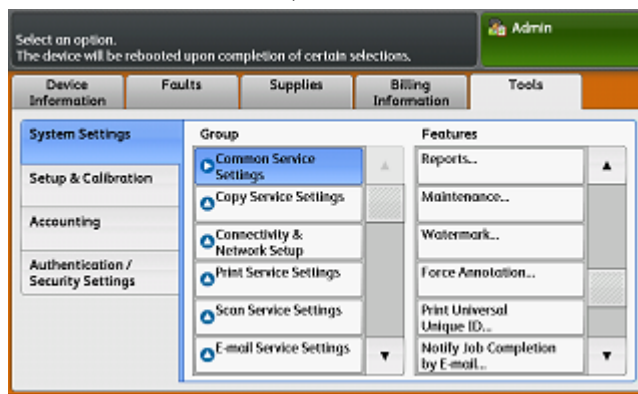 Select an option.
The device will be rebooted upon completion of certain selections.
Admin
Device
Information
Faults
Supplies
Billing
Information
Tools
System Settings
Setup & Calibration
Accounting
Authentication /
Security Settings
Group
Common Service
Settings
Copy Service Settings
Connectivity &
Network Setup
Print Service Settings
Scan Service Settings
E-mail Service Settings
Features
Reports...
Maintenance...
Watermark...
Force Annotation...
Print Universal
Unique ID...
Notify Job Completion
by E-mail...